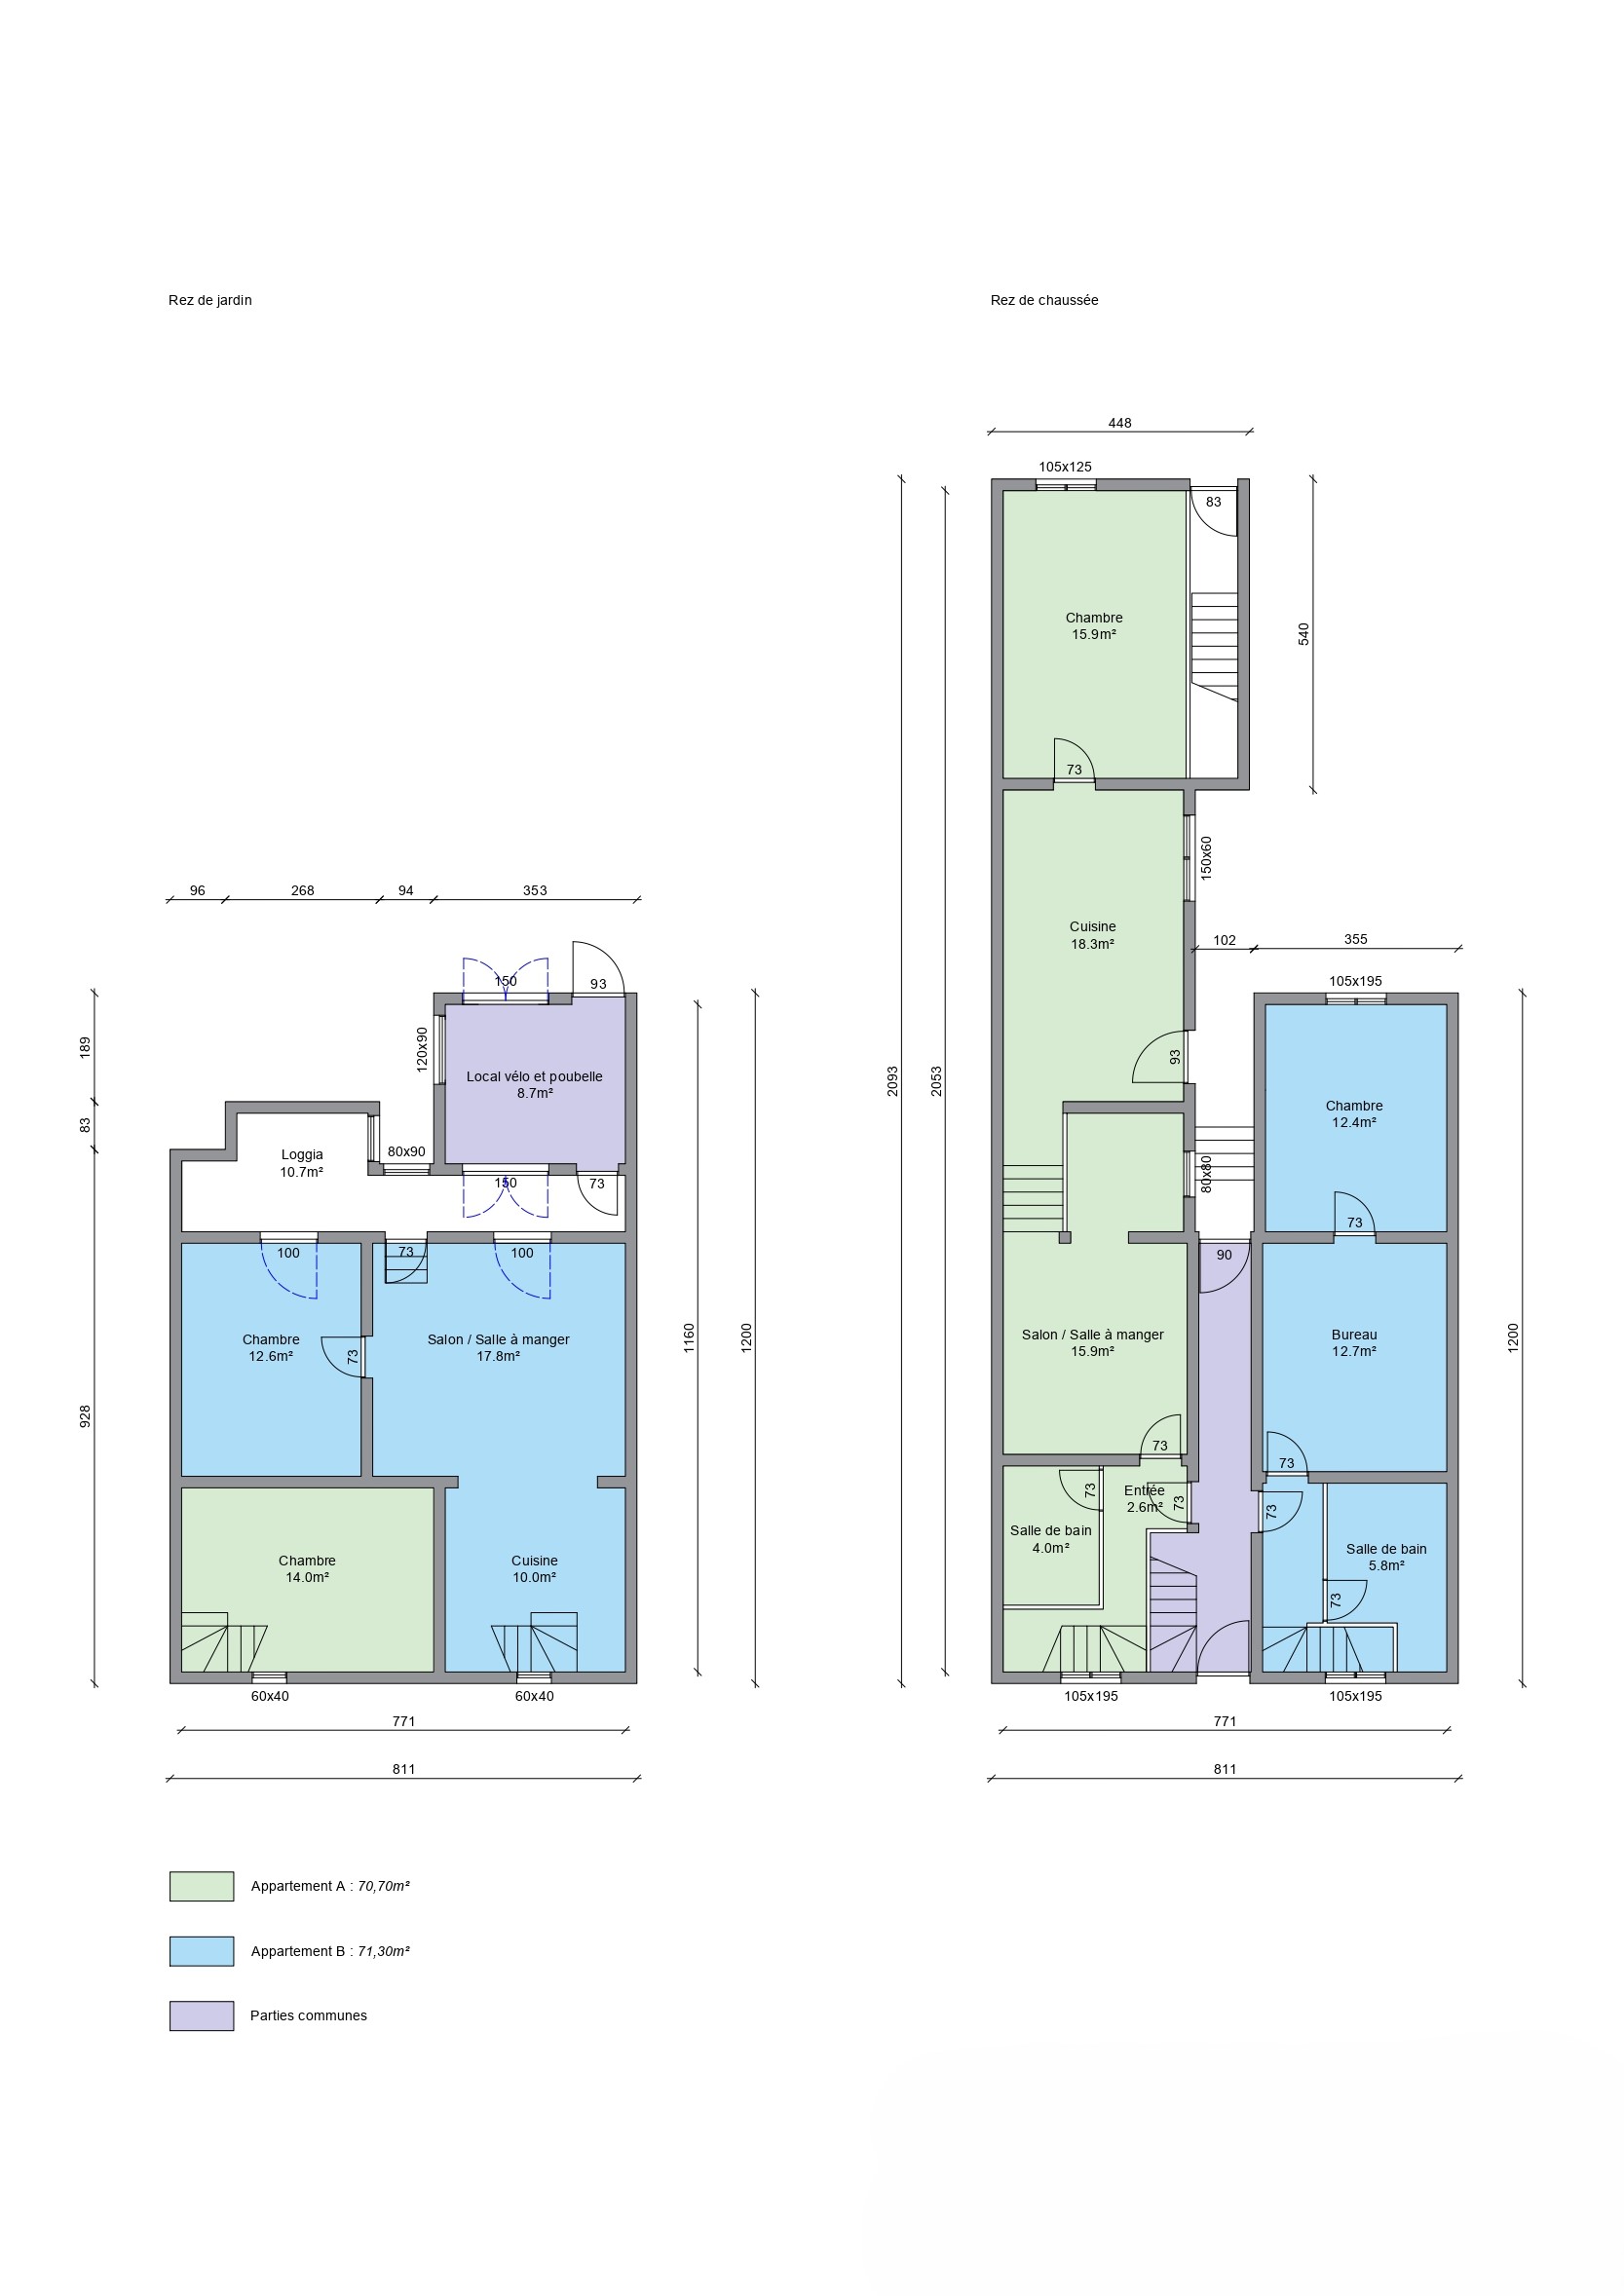 Rez de jardin
96
268
94
353
150
93
189
120x90
Local vélo et poubelle
8.7m²
83
80x90
Loggia
10.7m²
150
73
100
73
100
Chambre
12.6m²
73
Salon / Salle à manger
17.8m²
928
1160
1200
Chambre
14.0m²
Cuisine
10.0m²
60x40
60x40
771
811
Rez de chaussée
448
105x125
83
Chambre
15.9m²
540
73
150x60
Cuisine
18.3m²
102
355
105x195
93
2093
2053
Chambre
12.4m²
80x80
73
90
Salon / Salle à manger
15.9m²
Bureau
12.7m²
1200
73
73
73
Entrée
2.6m²
73
73
Salle de bain
4.0m²
Salle de bain
5.8m²
73
105x195
105x195
771
811
Appartement A : 70,70m²
Appartement B : 71,30m²
Parties communes